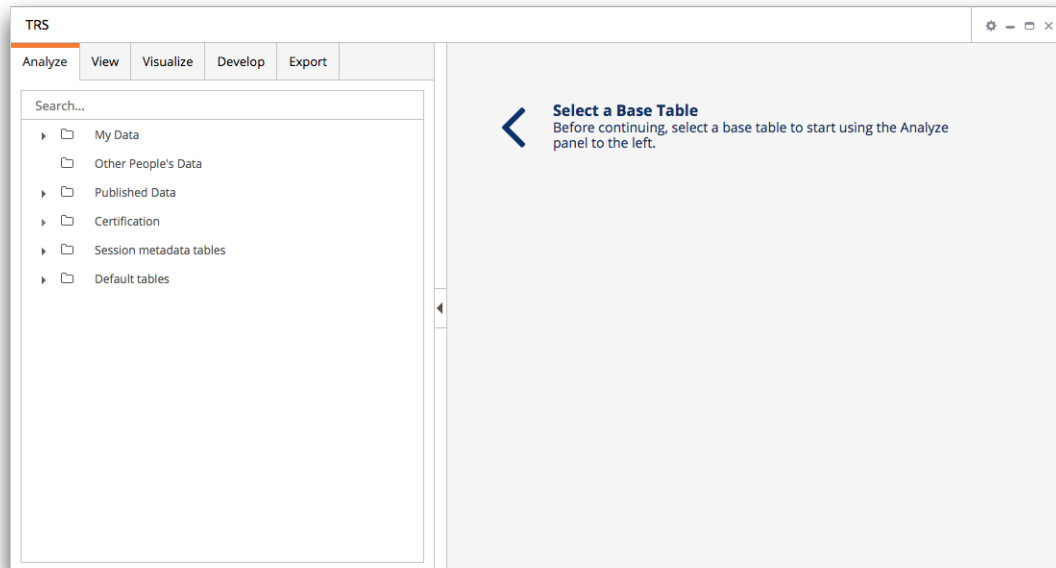 TRS
Analyze View Visualize Develop Export
Search...
My Data
Other People's Data
Published Data
Certification
Session metadata tables
Default tables
Select a Base Table
Before continuing, select a base table to start using the Analyze
panel to the left.